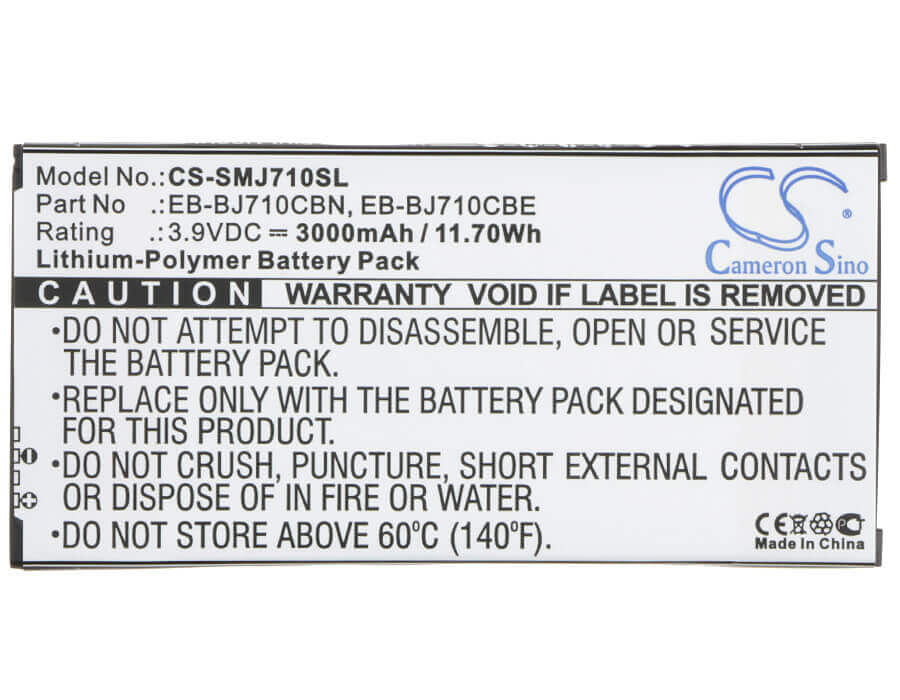 Model No.:CS-SMJ710SL
Part No .:EB-BJ710CBN, EB-BJ710CBE
Rating .:3.9VDC ⎓ 3000mAh / 11.70Wh
Lithium-Polymer Battery Pack
CS
®
Cameron Sino
CAUTION WARRANTY VOID IF LABEL IS REMOVED
•DO NOT ATTEMPT TO DISASSEMBLE, OPEN OR SERVICE
THE BATTERY PACK.
•REPLACE ONLY WITH THE BATTERY PACK DESIGNATED
FOR THIS PRODUCT.
•DO NOT CRUSH, PUNCTURE, SHORT EXTERNAL CONTACTS
OR DISPOSE OF IN FIRE OR WATER.
•DO NOT STORE ABOVE 60°C (140°F).
CE
Made In China